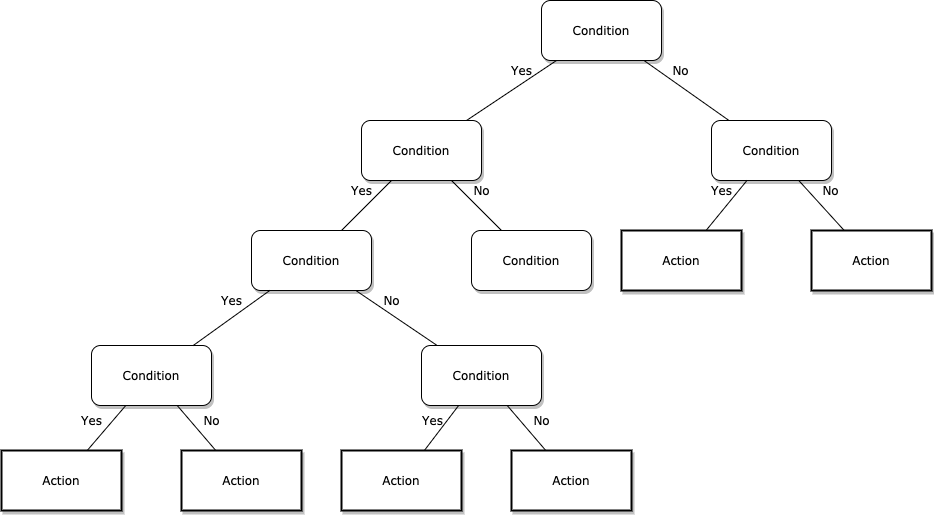 Condition
Yes No
Condition Condition
Yes No Yes No
Condition Condition Action Action
Yes No
Condition Condition
Yes No Yes No
Action Action Action Action